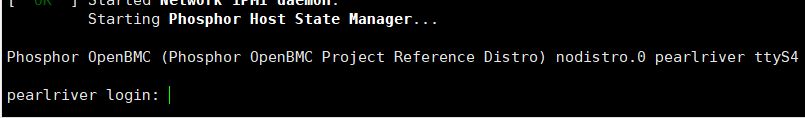 [  OK  ] Started Network IPMI daemon.
Starting Phosphor Host State Manager...
Phosphor OpenBMC (Phosphor OpenBMC Project Reference Distro) nodistro.0 pearlriver ttyS4
pearlriver login: